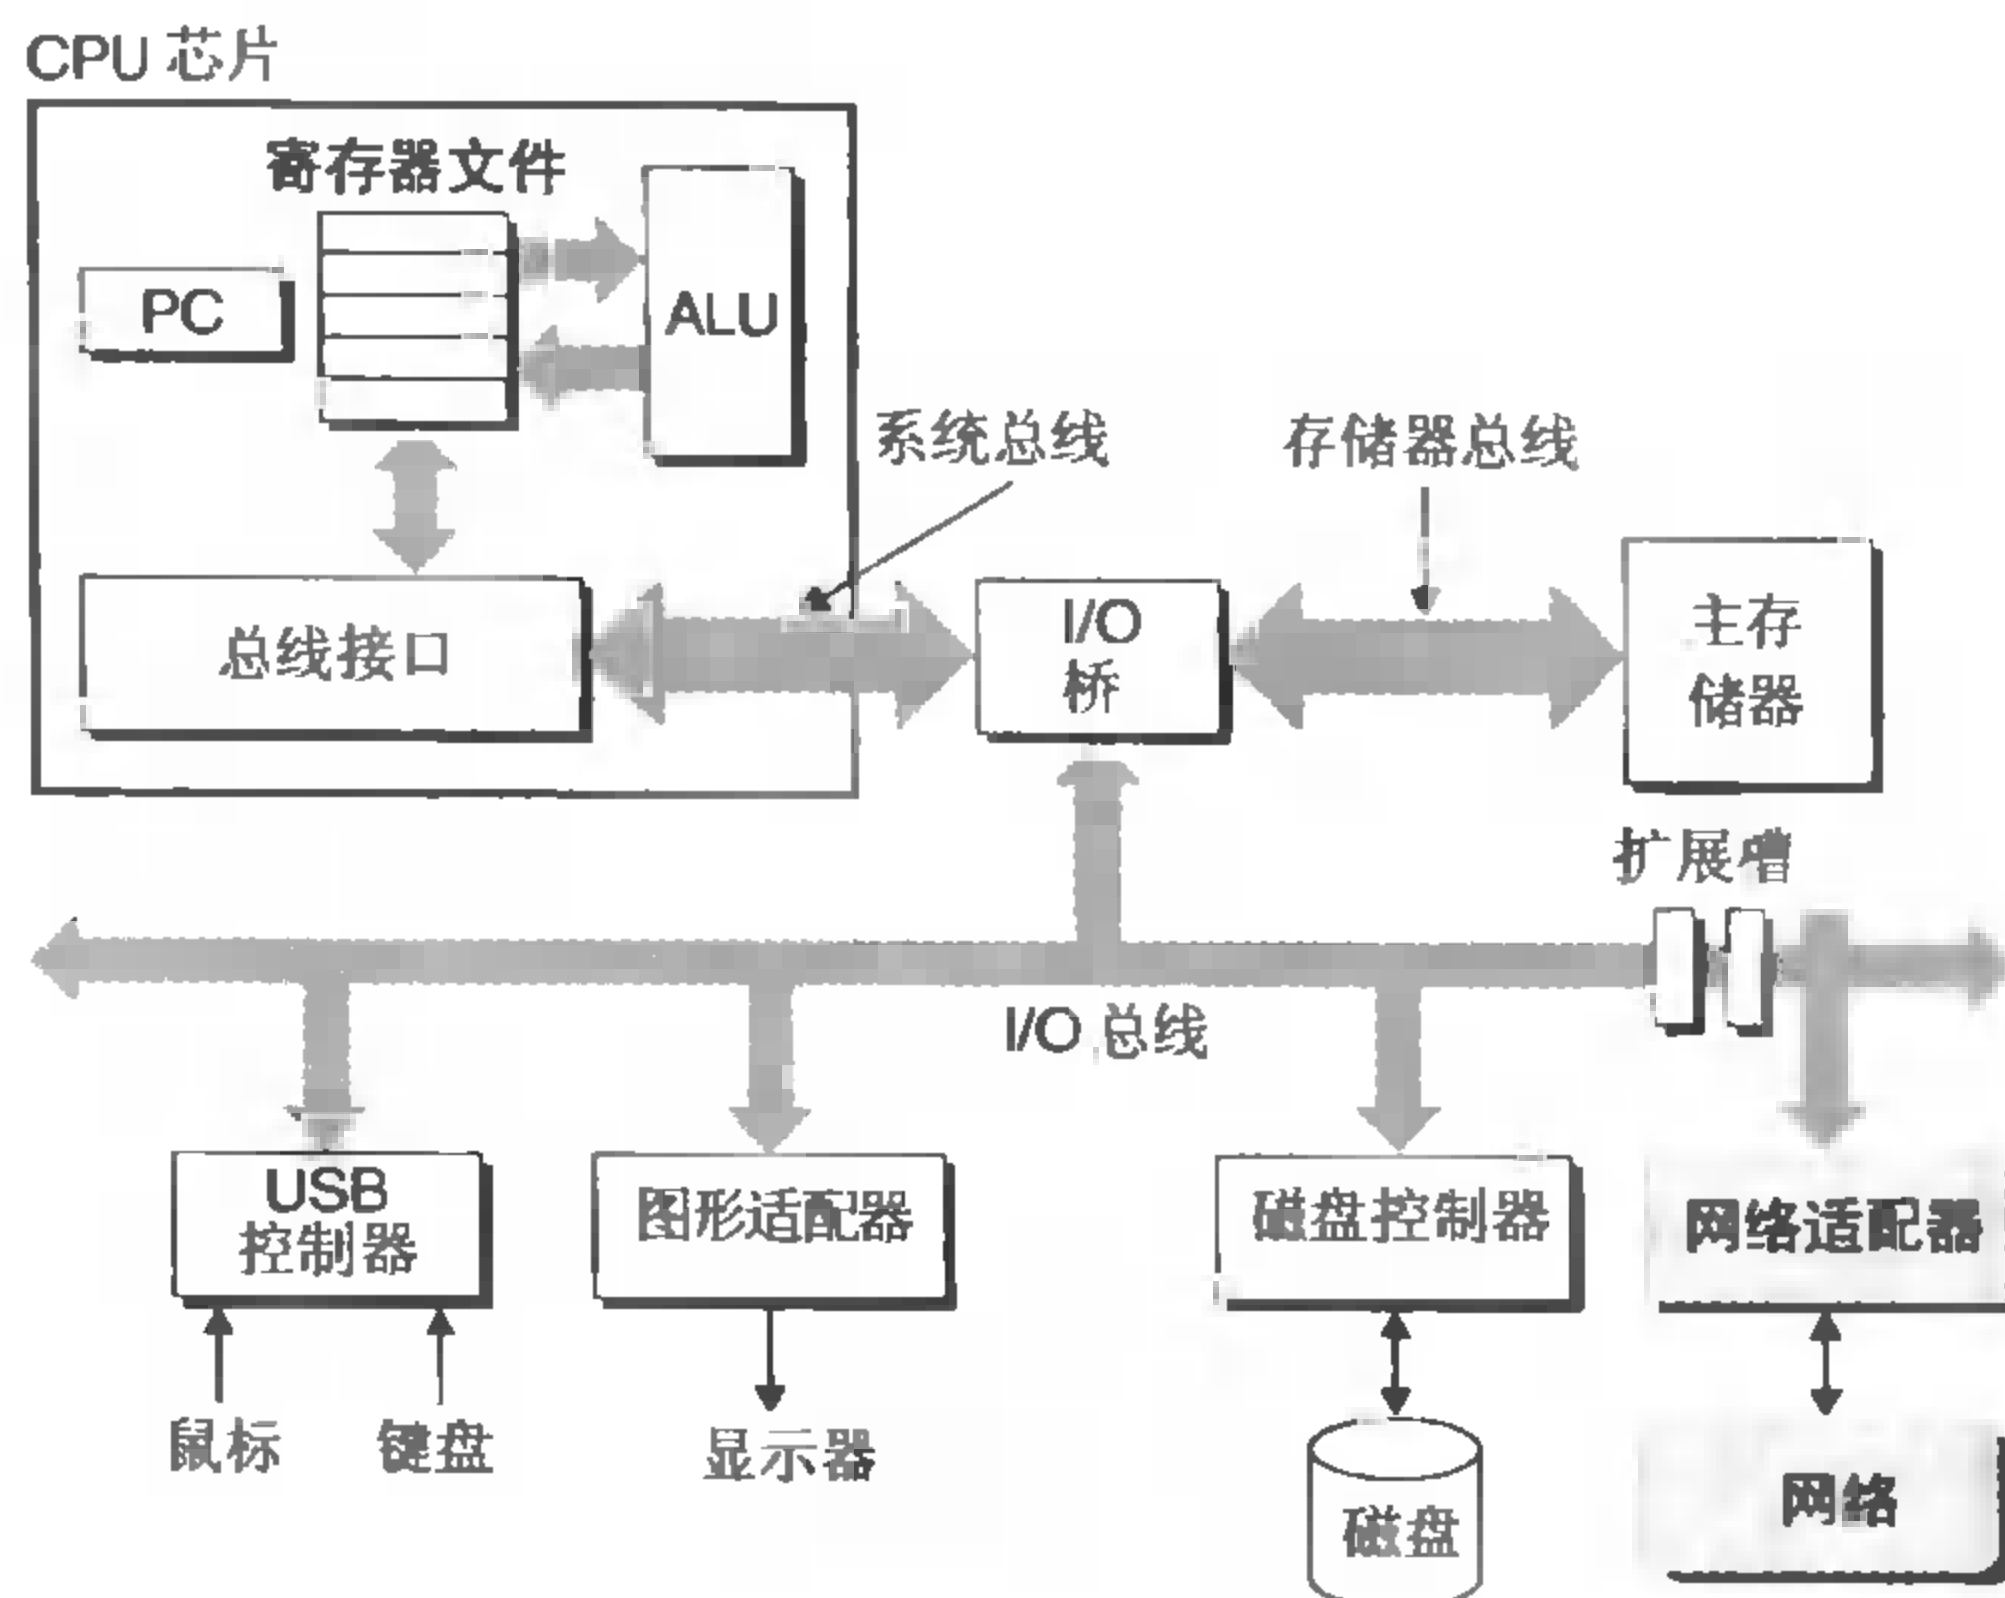 CPU 芯片
寄存器文件
PC
ALU
系统总线
存储器总线
总线接口
I/O
桥
主存
储器
扩展槽
I/O 总线
USB
控制器
图形适配器
磁盘控制器
网络适配器
鼠标
键盘
显示器
磁盘
网络